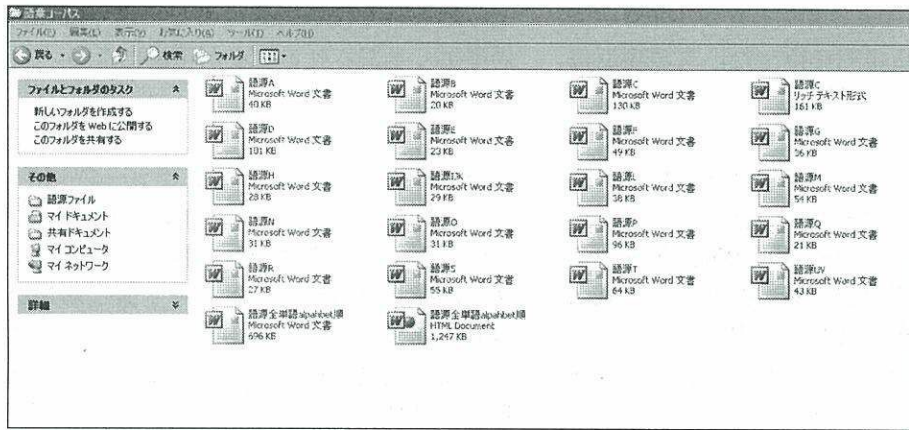 語彙コーパス
ファイル(F) 編集(E) 表示(V) お気に入り(A) ツール(T) ヘルプ(H)
戻る 検索 フォルダ
ファイルとフォルダのタスク
新しいフォルダを作成する
このフォルダを Web に公開する
このフォルダを共有する
その他
語源ファイル
マイ ドキュメント
共有ドキュメント
マイ コンピュータ
マイ ネットワーク
詳細
語源A
Microsoft Word 文書
40 KB
語源B
Microsoft Word 文書
20 KB
語源C
Microsoft Word 文書
130 KB
語源C
リッチ テキスト形式
161 KB
語源D
Microsoft Word 文書
101 KB
語源E
Microsoft Word 文書
23 KB
語源F
Microsoft Word 文書
49 KB
語源G
Microsoft Word 文書
36 KB
語源H
Microsoft Word 文書
28 KB
語源IJK
Microsoft Word 文書
29 KB
語源L
Microsoft Word 文書
38 KB
語源M
Microsoft Word 文書
54 KB
語源N
Microsoft Word 文書
31 KB
語源O
Microsoft Word 文書
31 KB
語源P
Microsoft Word 文書
96 KB
語源Q
Microsoft Word 文書
21 KB
語源R
Microsoft Word 文書
27 KB
語源S
Microsoft Word 文書
55 KB
語源T
Microsoft Word 文書
64 KB
語源UV
Microsoft Word 文書
43 KB
語源全単語alpahbet順
Microsoft Word 文書
696 KB
語源全単語alpahbet順
HTML Document
1,247 KB